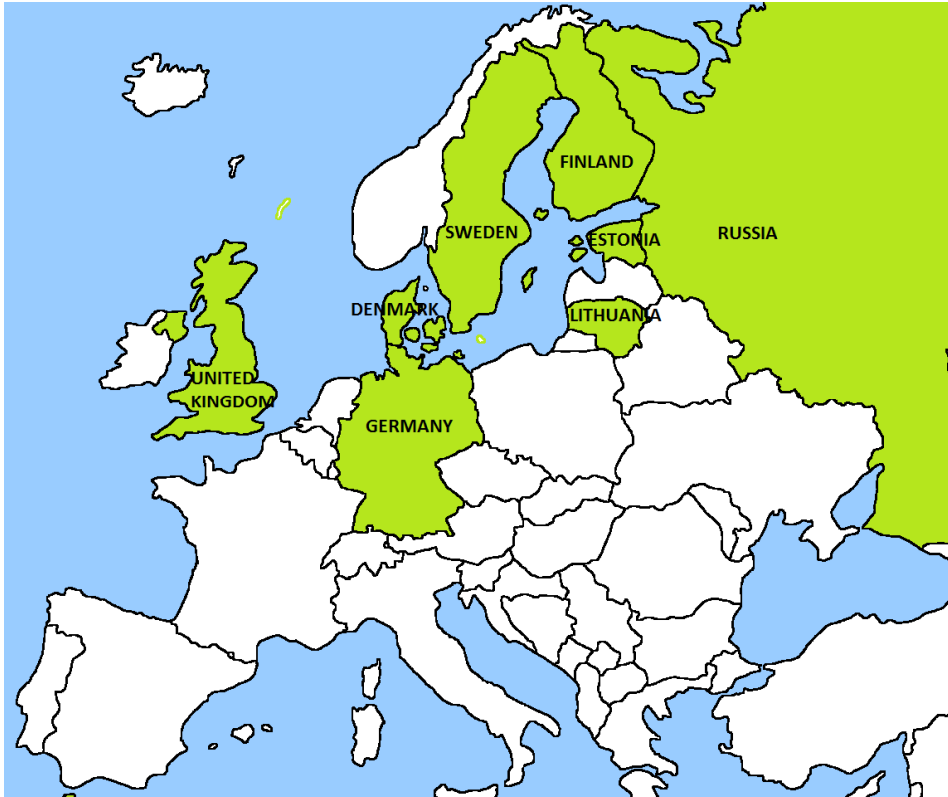 FINLAND
SWEDEN
ESTONIA
RUSSIA
DENMARK
LITHUANIA
UNITED
KINGDOM
GERMANY